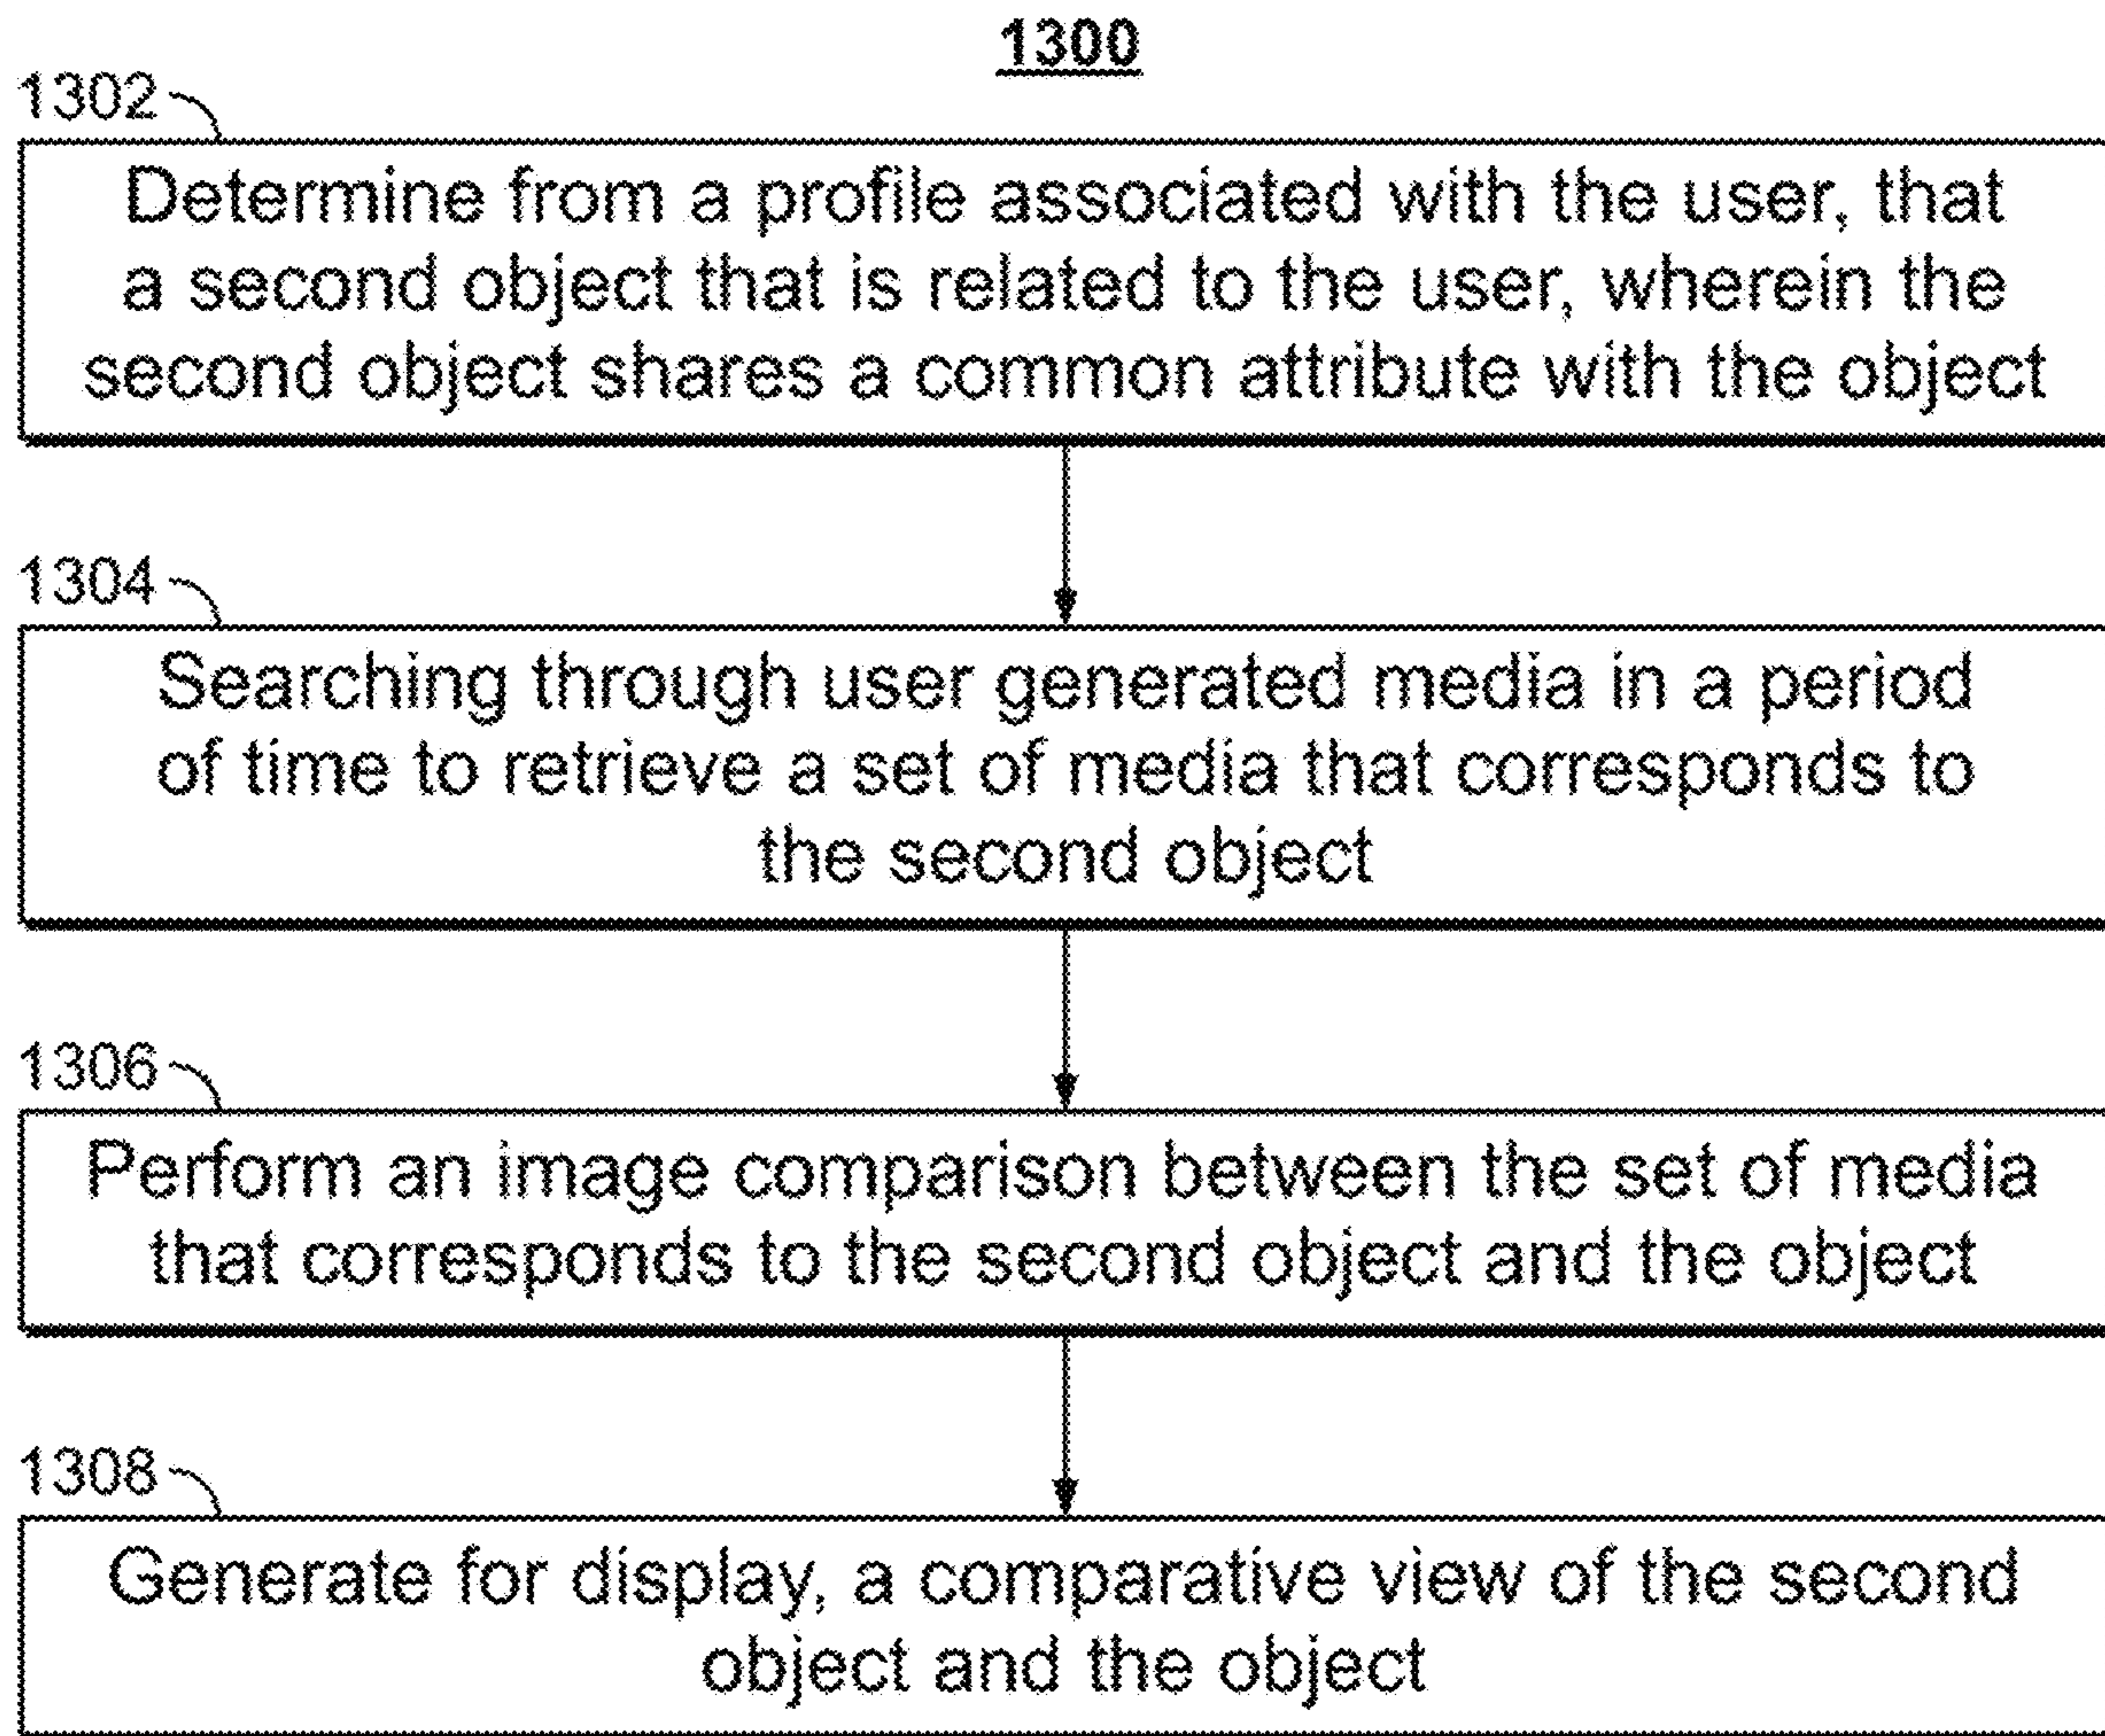 1300
1302
Determine from a profile associated with the user, that
a second object that is related to the user, wherein the
second object shares a common attribute with the object
1304
Searching through user generated media in a period
of time to retrieve a set of media that corresponds to
the second object
1306
Perform an image comparison between the set of media
that corresponds to the second object and the object
1308
Generate for display, a comparative view of the second
object and the object